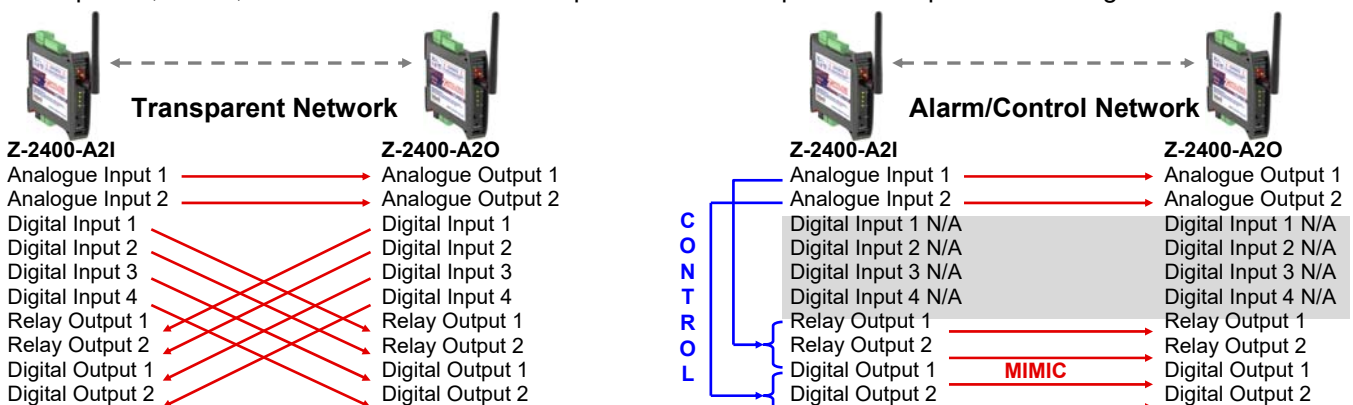 Transparent Network
Z-2400-A2I
Z-2400-A2O
Analogue Input 1
Analogue Output 1
Analogue Input 2
Analogue Output 2
Digital Input 1
Digital Input 1
Digital Input 2
Digital Input 2
Digital Input 3
Digital Input 3
Digital Input 4
Digital Input 4
Relay Output 1
Relay Output 1
Relay Output 2
Relay Output 2
Digital Output 1
Digital Output 1
Digital Output 2
Digital Output 2
Alarm/Control Network
Z-2400-A2I
Z-2400-A2O
Analogue Input 1
Analogue Output 1
Analogue Input 2
Analogue Output 2
CONTROL
Digital Input 1 N/A
Digital Input 1 N/A
Digital Input 2 N/A
Digital Input 2 N/A
Digital Input 3 N/A
Digital Input 3 N/A
Digital Input 4 N/A
Digital Input 4 N/A
Relay Output 1
Relay Output 1
Relay Output 2
Relay Output 2
Digital Output 1
MIMIC
Digital Output 1
Digital Output 2
Digital Output 2